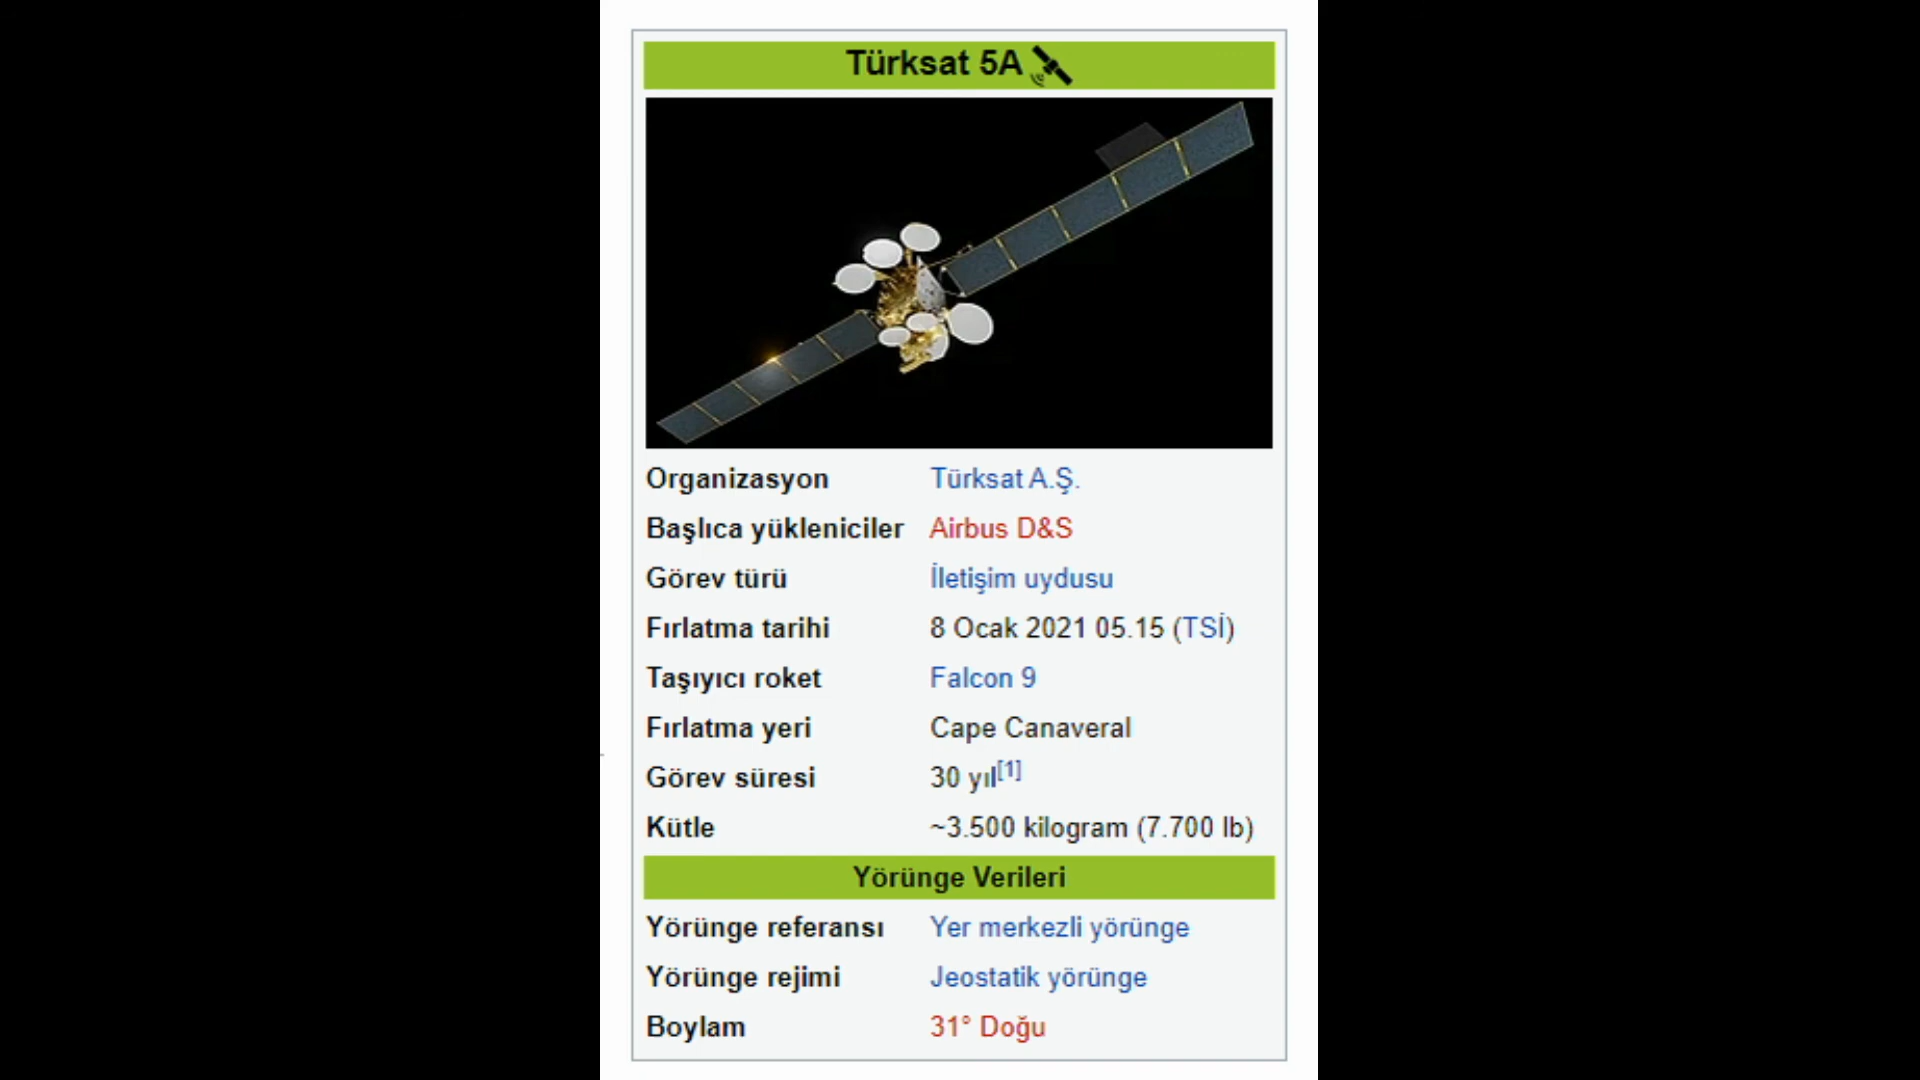 Türksat 5A
Organizasyon Türksat A.Ş.
Başlıca yükleniciler Airbus D&S
Görev türü İletişim uydusu
Fırlatma tarihi 8 Ocak 2021 05.15 (TSİ)
Taşıyıcı roket Falcon 9
Fırlatma yeri Cape Canaveral
Görev süresi 30 yıl[1]
Kütle ~3.500 kilogram (7.700 lb)
Yörünge Verileri
Yörünge referansı Yer merkezli yörünge
Yörünge rejimi Jeostatik yörünge
Boylam 31° Doğu